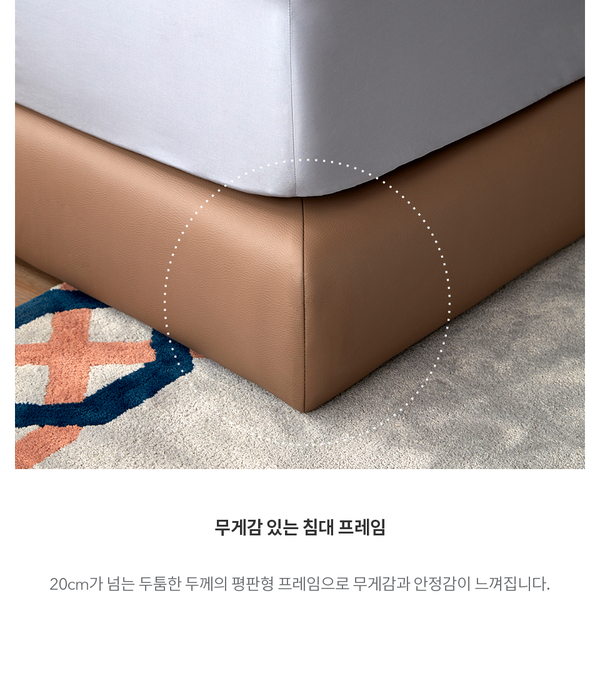 무게감 있는 침대 프레임
20cm가 넘는 두툼한 두께의 평판형 프레임으로 무게감과 안정감이 느껴집니다.